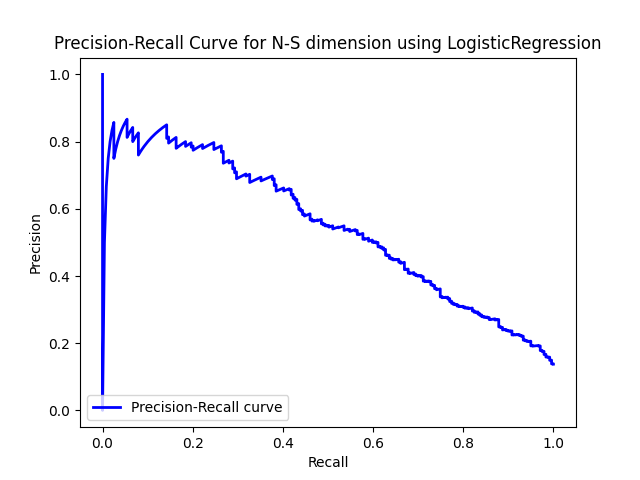 Precision-Recall Curve for N-S dimension using LogisticRegression
1.0
0.8
0.6
0.4
0.2
0.0
Precision
Precision-Recall curve
0.0 0.2 0.4 0.6 0.8 1.0
Recall